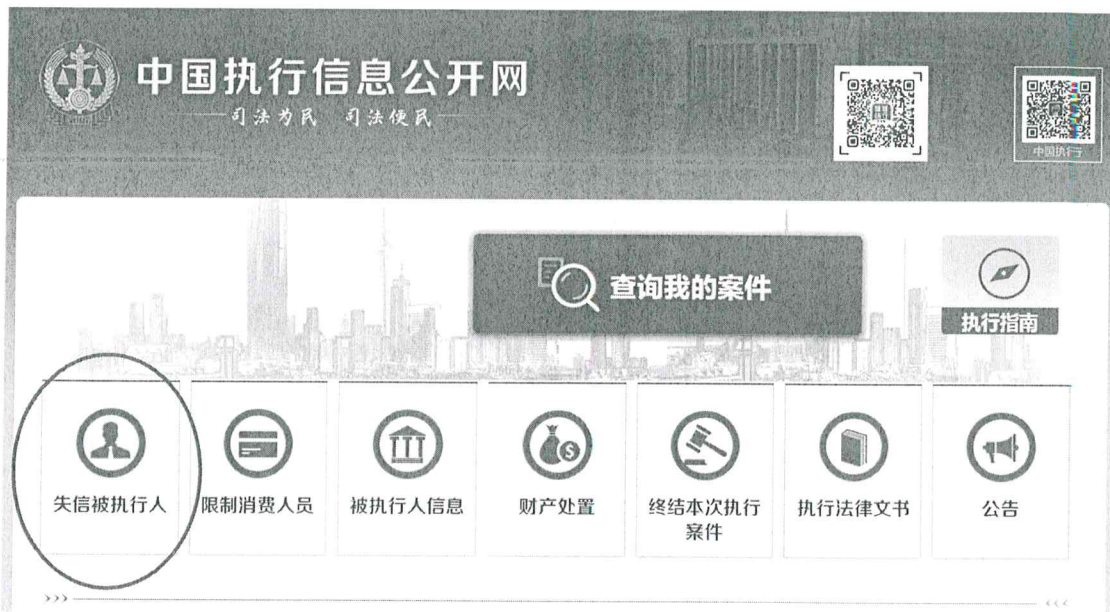 中国执行信息公开网
司法为民 司法便民
中国执行
查询我的案件
执行指南
失信被执行人
限制消费人员
被执行人信息
财产处置
终结本次执行
案件
执行法律文书
公告